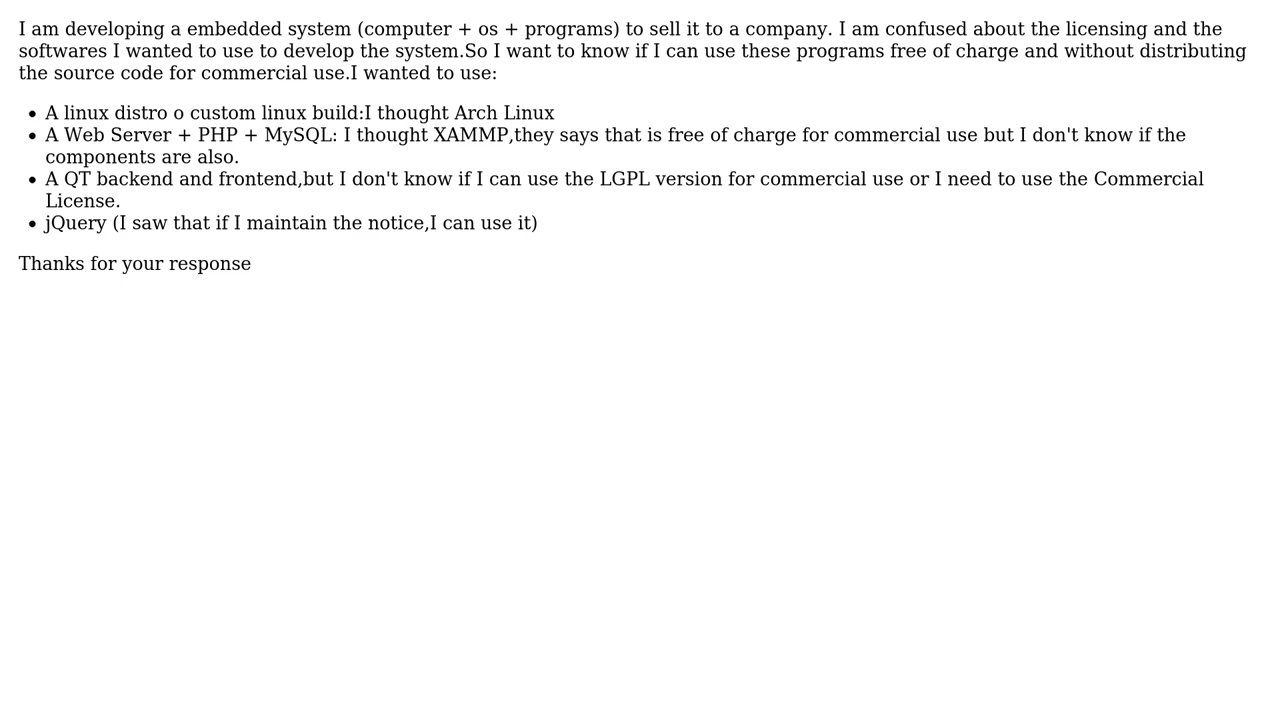 I am developing a embedded system (computer + os + programs) to sell it to a company. I am confused about the licensing and the
softwares I wanted to use to develop the system.So I want to know if I can use these programs free of charge and without distributing
the source code for commercial use.I wanted to use:
• A linux distro o custom linux build:I thought Arch Linux
• A Web Server + PHP + MySQL: I thought XAMMP,they says that is free of charge for commercial use but I don't know if the
components are also.
• A QT backend and frontend,but I don't know if I can use the LGPL version for commercial use or I need to use the Commercial
License.
• jQuery (I saw that if I maintain the notice,I can use it)
Thanks for your response